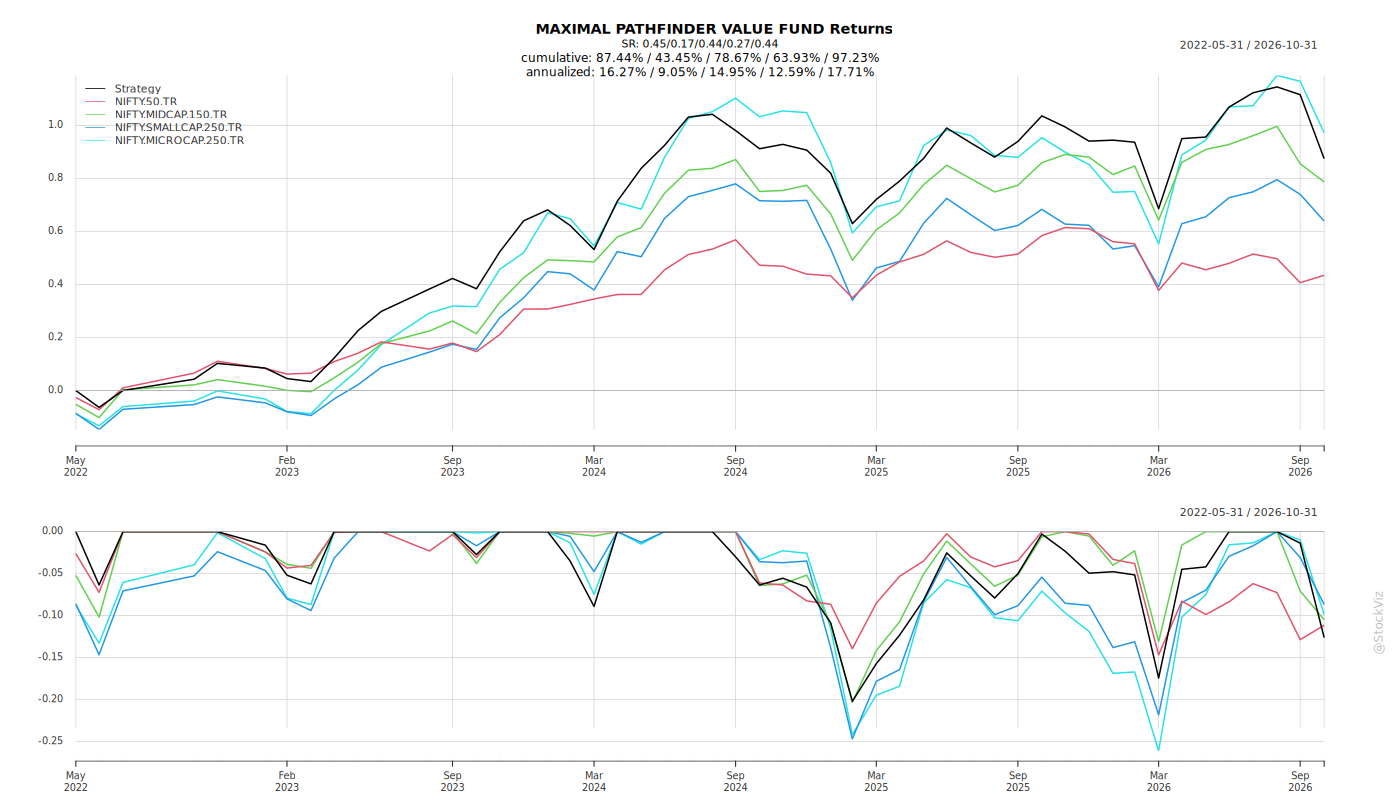 MAXIMAL PATHFINDER VALUE FUND Returns
SR: 0.45/0.17/0.44/0.27/0.44
cumulative: 87.44% / 43.45% / 78.67% / 63.93% / 97.23%
annualized: 16.27% / 9.05% / 14.95% / 12.59% / 17.71%
2022-05-31 / 2026-10-31
Strategy
NIFTY.50.TR
NIFTY.MIDCAP.150.TR
NIFTY.SMALLCAP.250.TR
NIFTY.MICROCAP.250.TR
1.0
0.8
0.6
0.4
0.2
0.0
May Feb Sep Mar Sep Mar Sep Mar Sep
2022 2023 2023 2024 2024 2025 2025 2026 2026
2022-05-31 / 2026-10-31
0.00
-0.05
-0.10
-0.15
-0.20
-0.25
May Feb Sep Mar Sep Mar Sep Mar Sep
2022 2023 2023 2024 2024 2025 2025 2026 2026
@StockViz